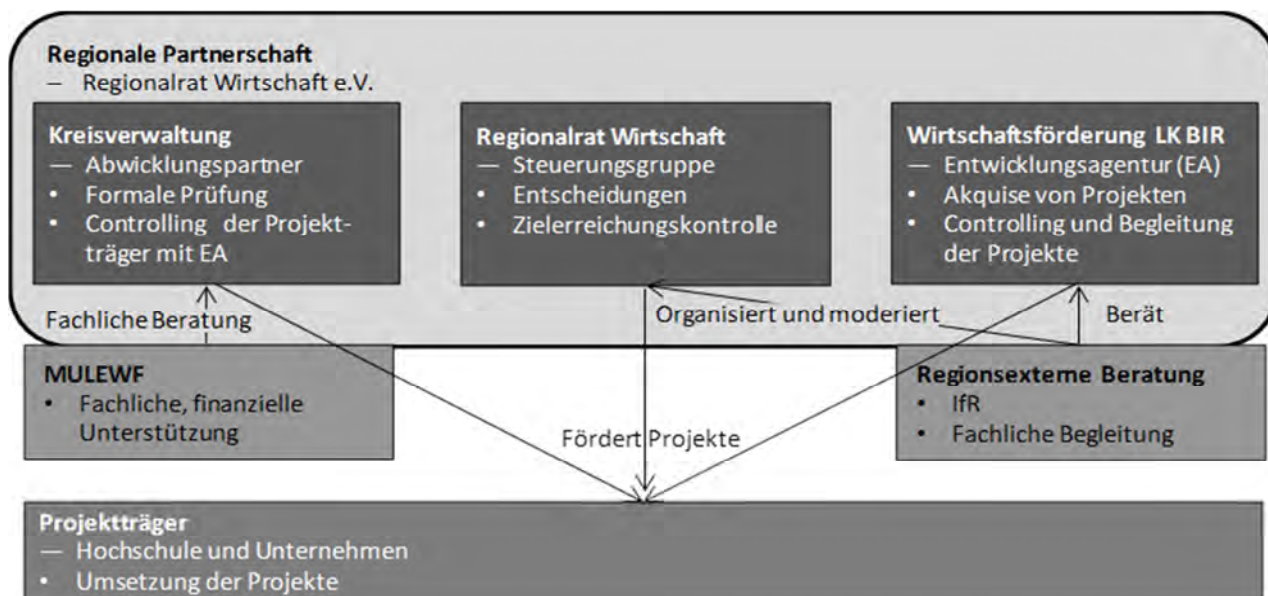 Regionale Partnerschaft
– Regionalrat Wirtschaft e.V.
Kreisverwaltung
— Abwicklungspartner
• Formale Prüfung
• Controlling der Projekt-
träger mit EA
Regionalrat Wirtschaft
— Steuerungsgruppe
• Entscheidungen
• Zielerreichungskontrolle
Wirtschaftsförderung LK BIR
— Entwicklungsagentur (EA)
• Akquise von Projekten
• Controlling und Begleitung
der Projekte
Fachliche Beratung
Organisiert und moderiert
Berät
MULEWF
• Fachliche, finanzielle
Unterstützung
Regionsexterne Beratung
• IfR
• Fachliche Begleitung
Fördert Projekte
Projektträger
— Hochschule und Unternehmen
• Umsetzung der Projekte